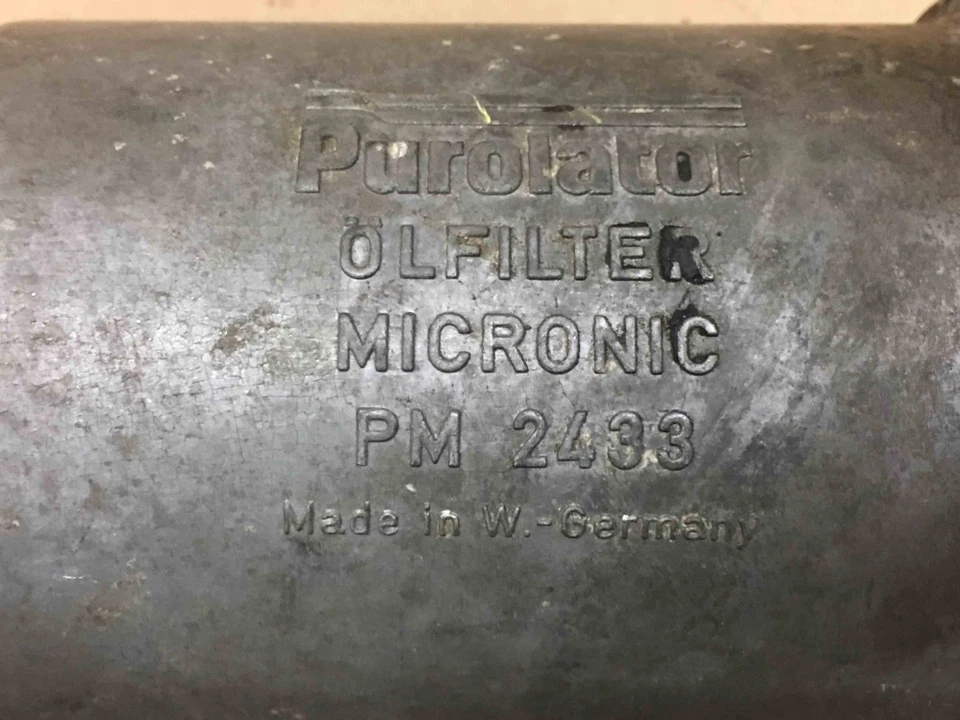 Purolator
ÖLFILTER
MICRONIC
PM 2433
Made in W.-Germany